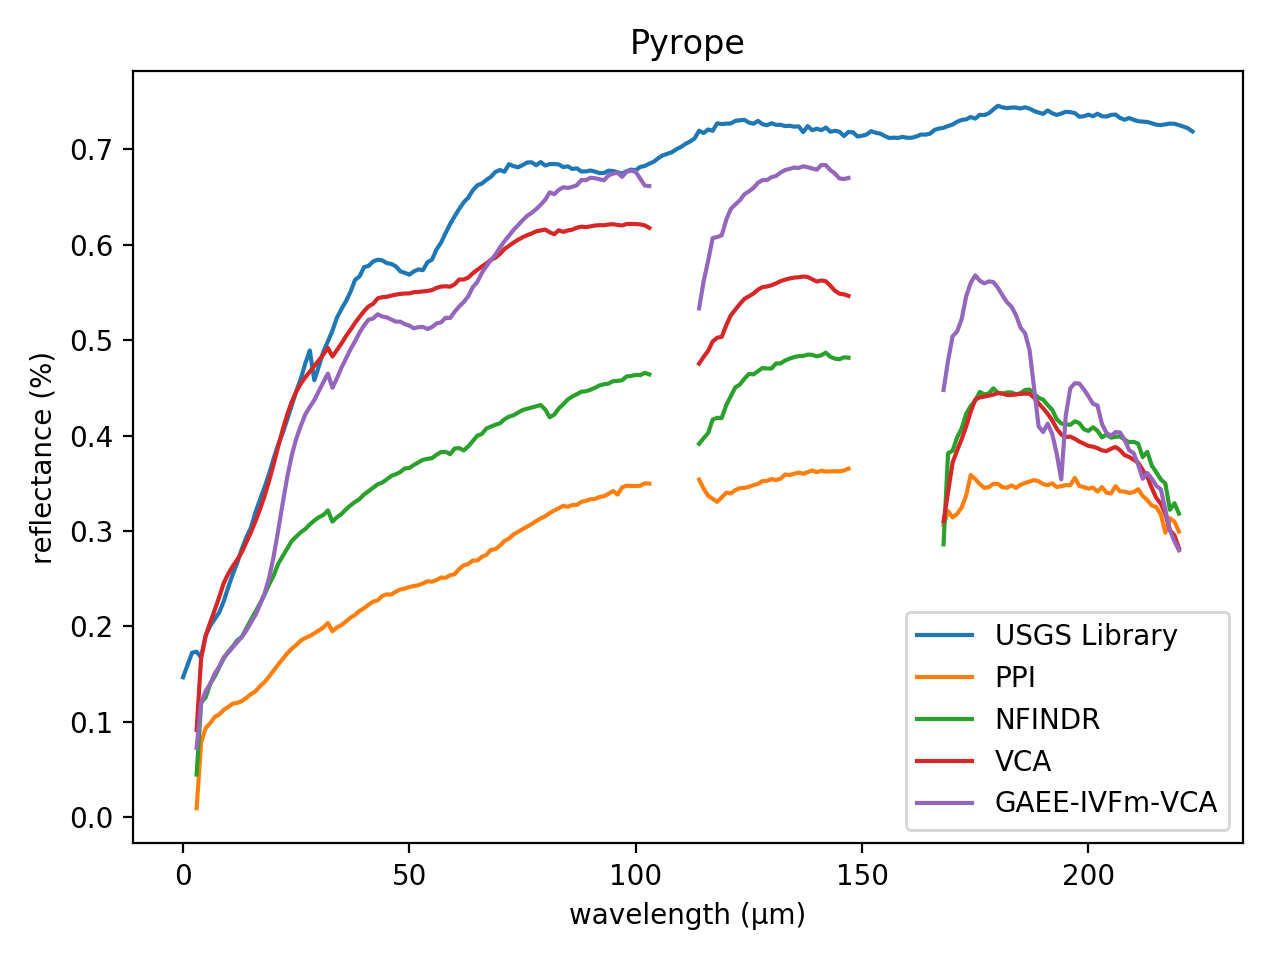 Pyrope
0.7
0.6
0.5
0.4
0.3
0.2
0.1
0.0
reflectance (%)
0
50
100
150
200
wavelength (μm)
USGS Library
PPI
NFINDR
VCA
GAEE-IVFm-VCA